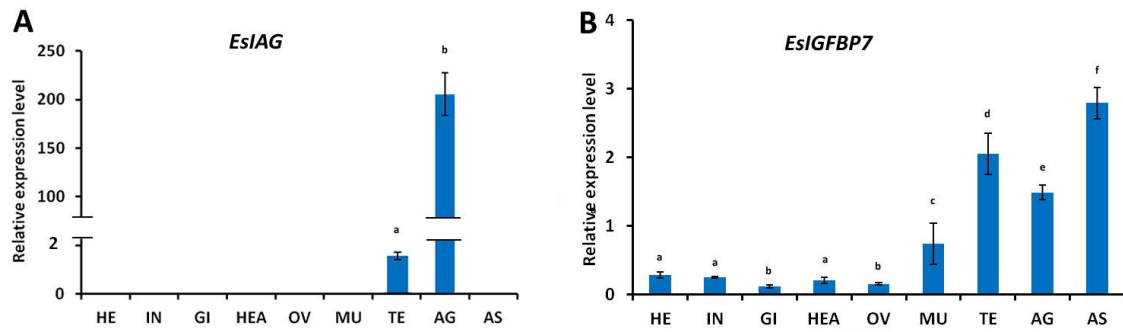 A
EsIAG
Relative expression level
250
200
150
100
2
0
a
b
HE IN GI HEA OV MU TE AG AS
B
EsIGFBP7
Relative expression level
4
3
2
1
0
a a b a b c d e f
HE IN GI HEA OV MU TE AG AS